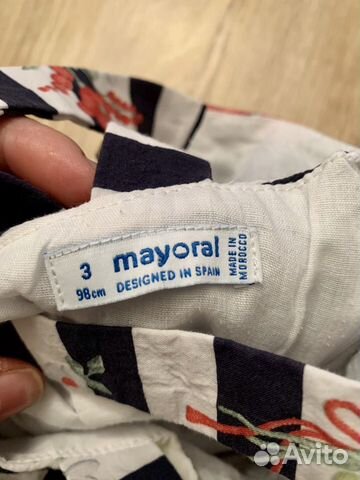 3
98cm
mayoral
DESIGNED IN SPAIN
MADE IN
MOROCCO
Avito